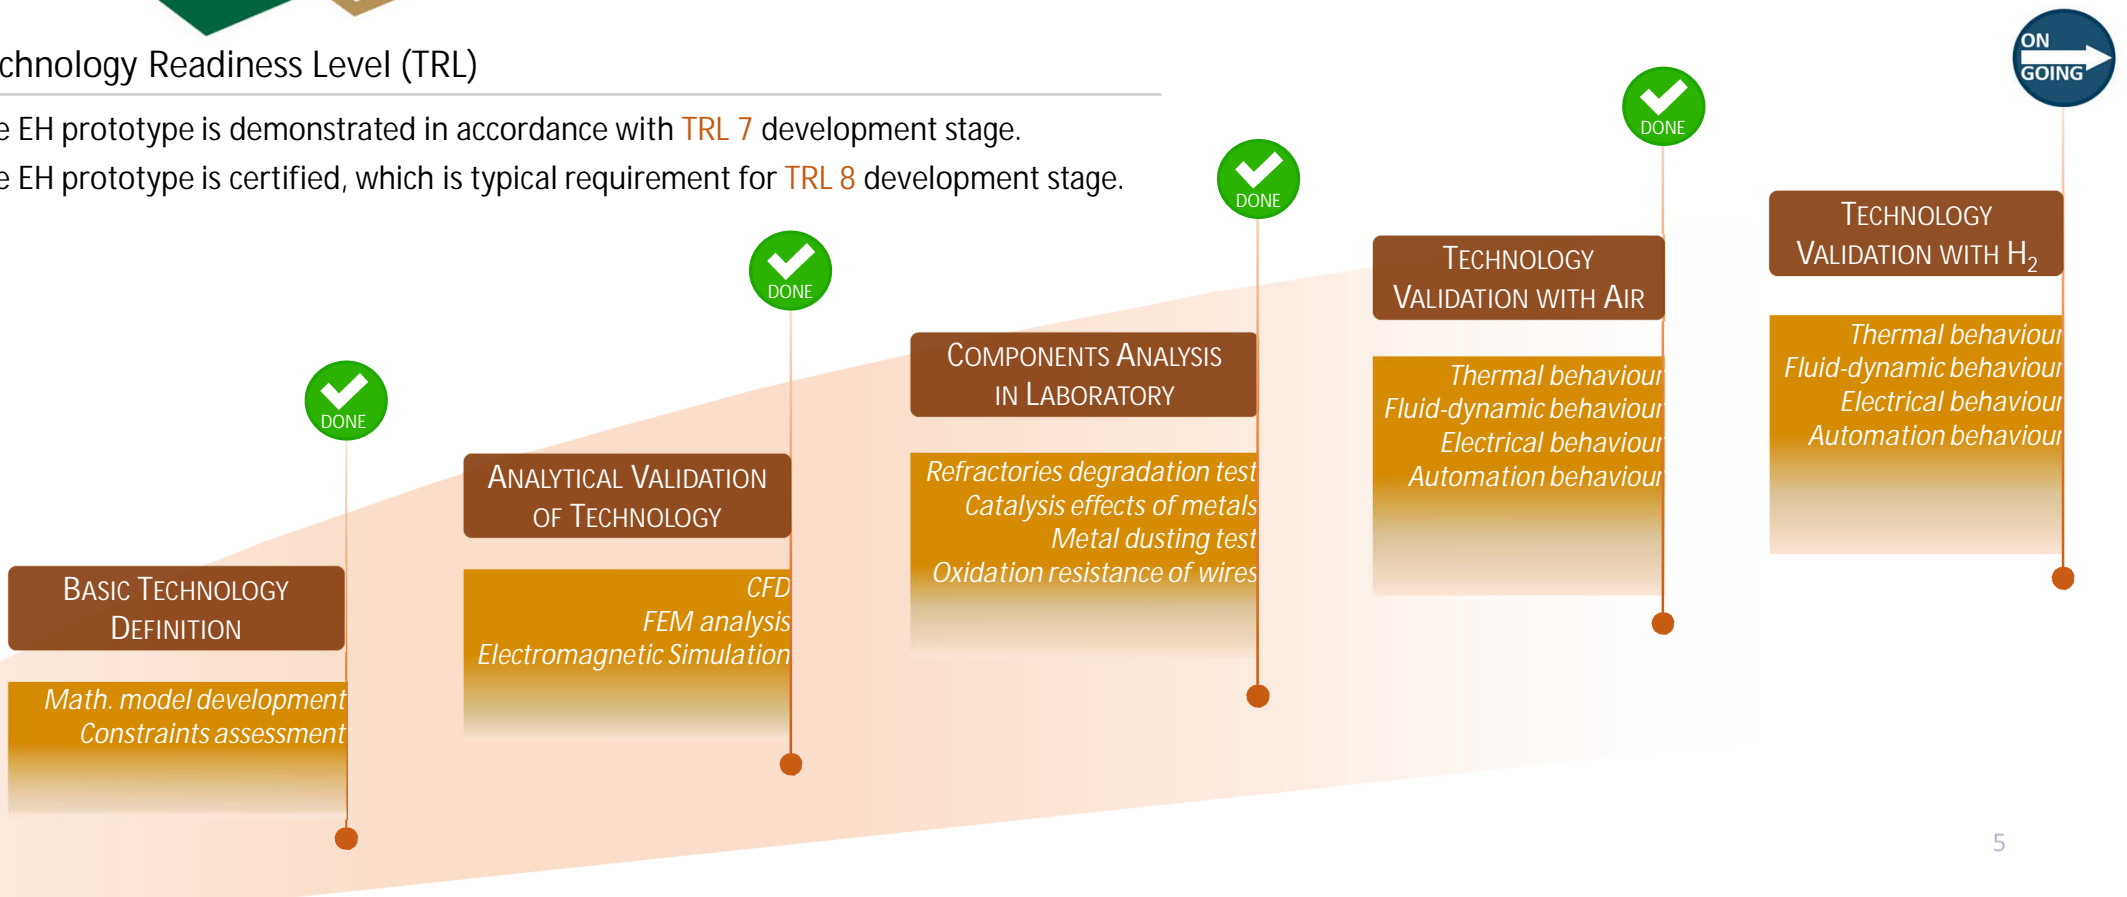 chnology Readiness Level (TRL)
e EH prototype is demonstrated in accordance with TRL 7 development stage.
e EH prototype is certified, which is typical requirement for TRL 8 development stage.
DONE
BASIC TECHNOLOGY
DEFINITION
Math. model development
Constraints assessment
DONE
ANALYTICAL VALIDATION
OF TECHNOLOGY
CFD
FEM analysis
Electromagnetic Simulation
DONE
COMPONENTS ANALYSIS
IN LABORATORY
Refractories degradation test
Catalysis effects of metals
Metal dusting test
Oxidation resistance of wires
DONE
TECHNOLOGY
VALIDATION WITH AIR
Thermal behaviour
Fluid-dynamic behaviour
Electrical behaviour
Automation behaviour
ON
GOING
TECHNOLOGY
VALIDATION WITH H₂
Thermal behaviour
Fluid-dynamic behaviour
Electrical behaviour
Automation behaviour
5